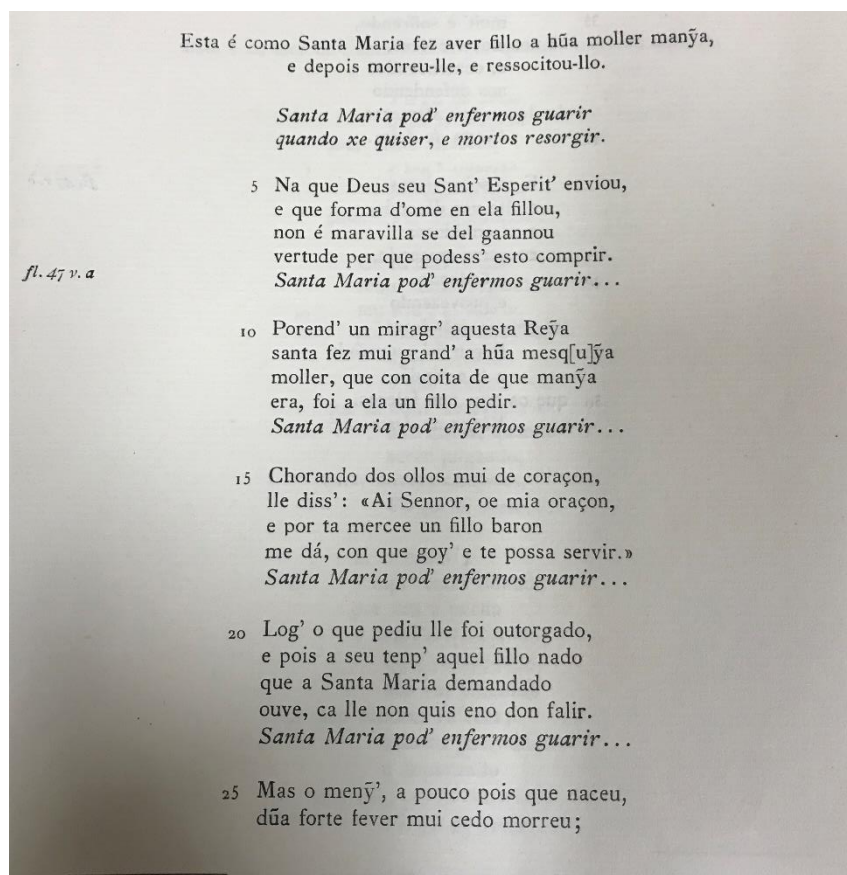 Esta é como Santa Maria fez aver fillo a hũa moller manỹa,
e depois morreu-lle, e ressocitou-llo.
Santa Maria pod' enfermos guarir
quando xe quiser, e mortos resorgir.
5 Na que Deus seu Sant' Esperit' enviou,
e que forma d'ome en ela fillou,
non é maravilla se del gaannou
vertude per que podess' esto comprir.
fl. 47 v. a
Santa Maria pod' enfermos guarir...
10 Porend' un miragr' aquesta Reỹa
santa fez mui grand' a hũa mesq[u]ỹa
moller, que con coita de que manỹa
era, foi a ela un fillo pedir.
Santa Maria pod' enfermos guarir...
15 Chorando dos ollos mui de coraçon,
lle diss': «Ai Sennor, oe mia oraçon,
e por ta mercee un fillo baron
me dá, con que goy' e te possa servir.»
Santa Maria pod' enfermos guarir...
20 Log' o que pediu lle foi outorgado,
e pois a seu tenp' aquel fillo nado
que a Santa Maria demandado
ouve, ca lle non quis eno don falir.
Santa Maria pod' enfermos guarir...
25 Mas o menỹ', a pouco pois que naceu,
dũa forte fever mui cedo morreu;